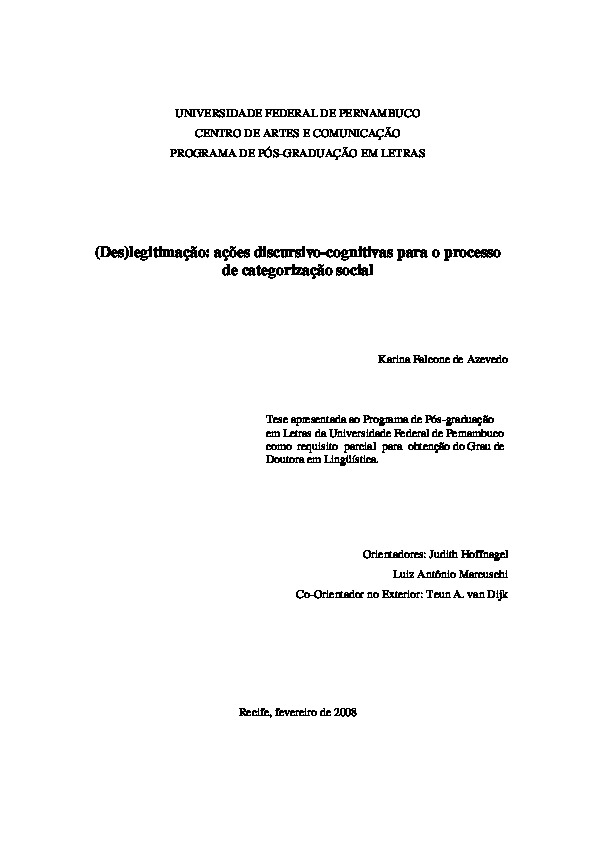 UNIVERSIDADE FEDERAL DE PERNAMBUCO
CENTRO DE ARTES E COMUNICAÇÃO
PROGRAMA DE PÓS-GRADUAÇÃO EM LETRAS
(Des)legitimação: ações discursivo-cognitivas para o processo
de categorização social
Karina Falcone de Azevedo
Tese apresentada ao Programa de Pós-graduação
em Letras da Universidade Federal de Pernambuco
como requisito parcial para obtenção do Grau de
Doutora em Lingüística.
Orientadores: Judith Hoffnagel
Luiz Antônio Marcuschi
Co-Orientador no Exterior: Teun A. van Dijk
Recife, fevereiro de 2008